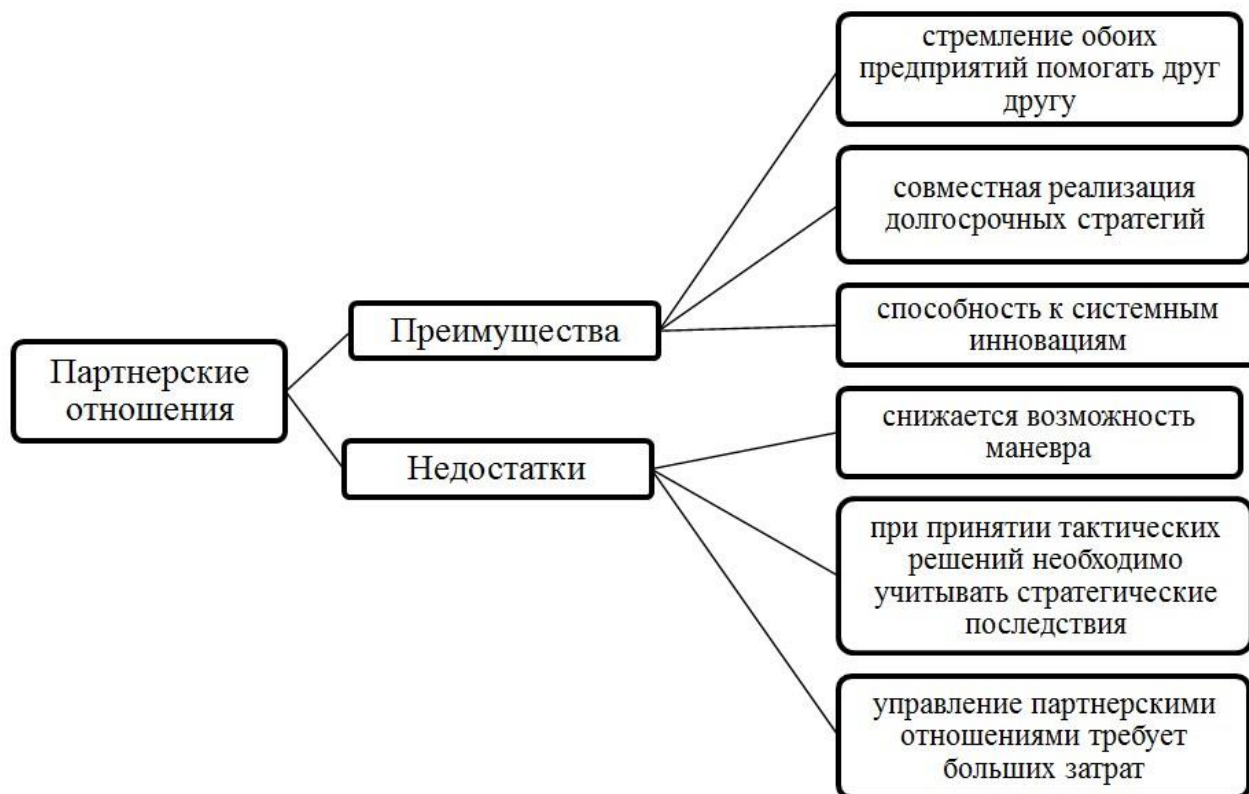 Партнерские
отношения
Преимущества
стремление обоих
предприятий помогать друг
другу
совместная реализация
долгосрочных стратегий
способность к системным
инновациям
Недостатки
снижается возможность
маневра
при принятии тактических
решений необходимо
учитывать стратегические
последствия
управление партнерскими
отношениями требует
больших затрат